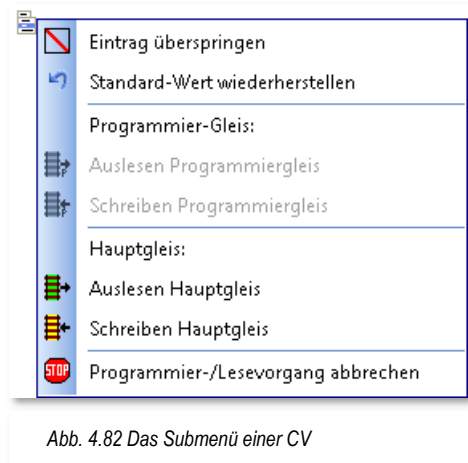 Eintrag überspringen
Standard-Wert wiederherstellen
Programmier-Gleis:
Auslesen Programmiergleis
Schreiben Programmiergleis
Hauptgleis:
Auslesen Hauptgleis
Schreiben Hauptgleis
STOP Programmier-/Lesevorgang abbrechen
Abb. 4.82 Das Submenü einer CV